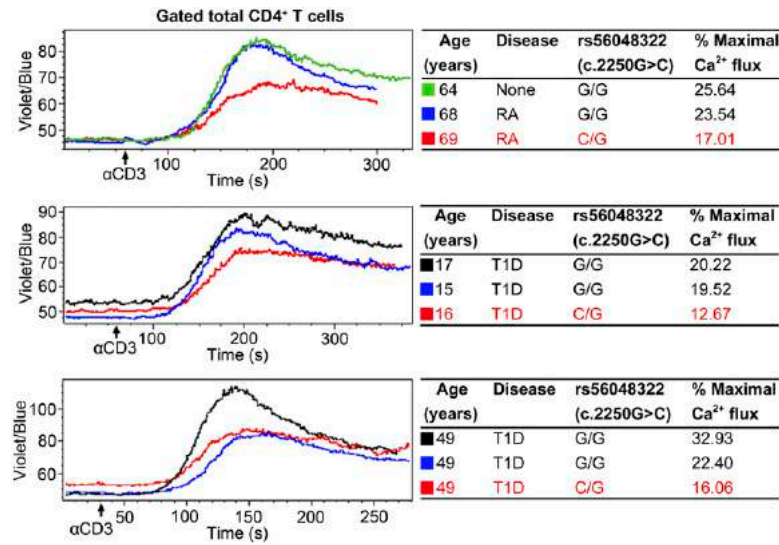 Gated total CD4⁺ T cells
Violet/Blue
80
70
60
50
αCD3
100
200
300
Time (s)
Age (years) Disease rs56048322 (c.2250G>C) % Maximal Ca²⁺ flux
64 None G/G 25.64
68 RA G/G 23.54
69 RA C/G 17.01
Violet/Blue
90
80
70
60
50
αCD3
100
200
300
Time (s)
Age (years) Disease rs56048322 (c.2250G>C) % Maximal Ca²⁺ flux
17 T1D G/G 20.22
15 T1D G/G 19.52
16 T1D C/G 12.67
Violet/Blue
100
80
60
αCD3
50
100
150
200
250
Time (s)
Age (years) Disease rs56048322 (c.2250G>C) % Maximal Ca²⁺ flux
49 T1D G/G 32.93
49 T1D G/G 22.40
49 T1D C/G 16.06